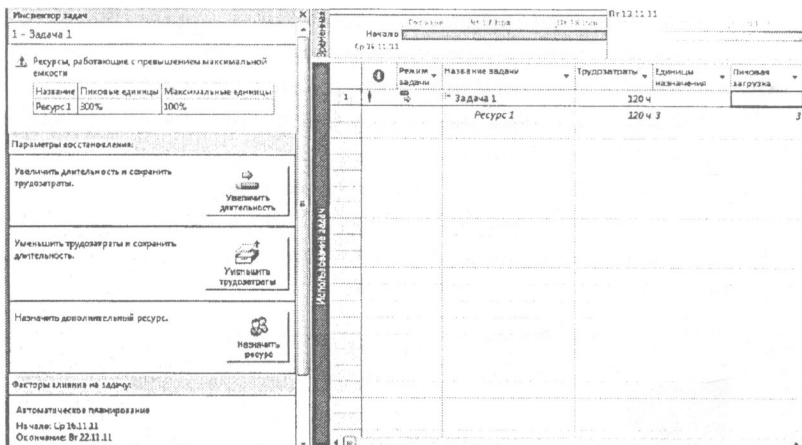 Инспектор задач
1 - Задача 1
Ресурсы, работающие с превышением максимальной
емкости
Название Пиковые единицы Максимальные единицы
Ресурс 1 300% 100%
Параметры восстановления:
Увеличить длительность и сохранить
трудозатраты.
Увеличить
длительность
Уменьшить трудозатраты и сохранить
длительность.
Уменьшить
трудозатраты
Назначить дополнительный ресурс.
Назначить
ресурс
Факторы влияния на задачу:
Автоматическое планирование
Начало: Ср 16.11.11
Окончание: Вт 22.11.11
Начало
Ср 16.11.11
Использование задач
Режим задачи Название задачи Трудозатраты Единицы назначения Пиковая загрузка
1 Задача 1 120 ч
Ресурс 1 120 ч 3 3